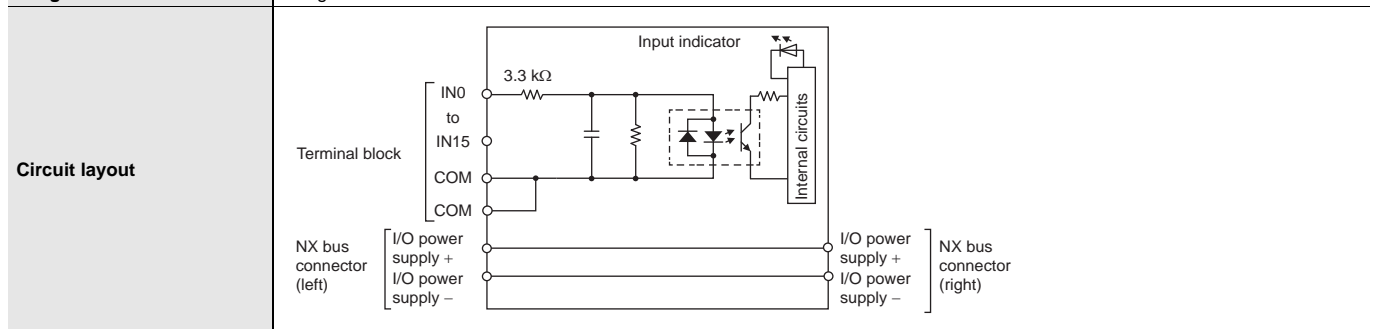 Circuit layout
Input indicator
3.3 kΩ
IN0
to
IN15
Terminal block
COM
COM
Internal circuits
NX bus
connector
(left)
I/O power
supply +
I/O power
supply −
I/O power
supply +
I/O power
supply −
NX bus
connector
(right)